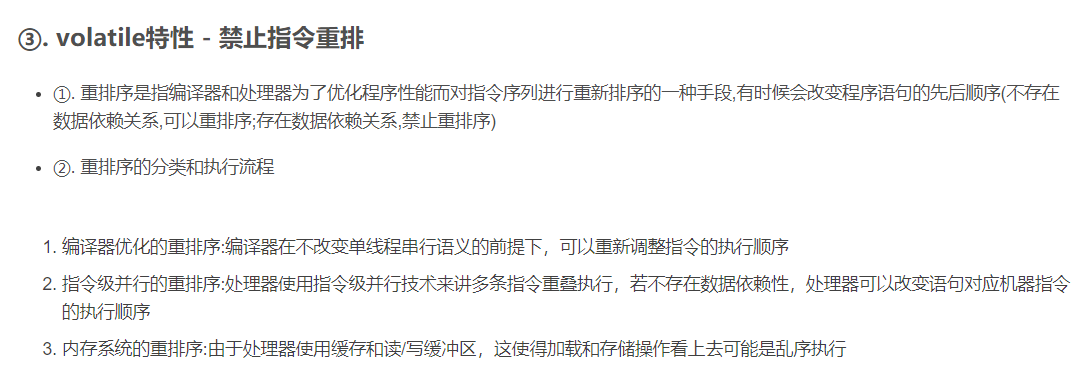 ③. volatile特性 - 禁止指令重排
①. 重排序是指编译器和处理器为了优化程序性能而对指令序列进行重新排序的一种手段,有时候会改变程序语句的先后顺序(不存在
数据依赖关系,可以重排序;存在数据依赖关系,禁止重排序)
②. 重排序的分类和执行流程
1. 编译器优化的重排序:编译器在不改变单线程串行语义的前提下，可以重新调整指令的执行顺序
2. 指令级并行的重排序:处理器使用指令级并行技术来讲多条指令重叠执行，若不存在数据依赖性，处理器可以改变语句对应机器指令
的执行顺序
3. 内存系统的重排序:由于处理器使用缓存和读/写缓冲区，这使得加载和存储操作看上去可能是乱序执行